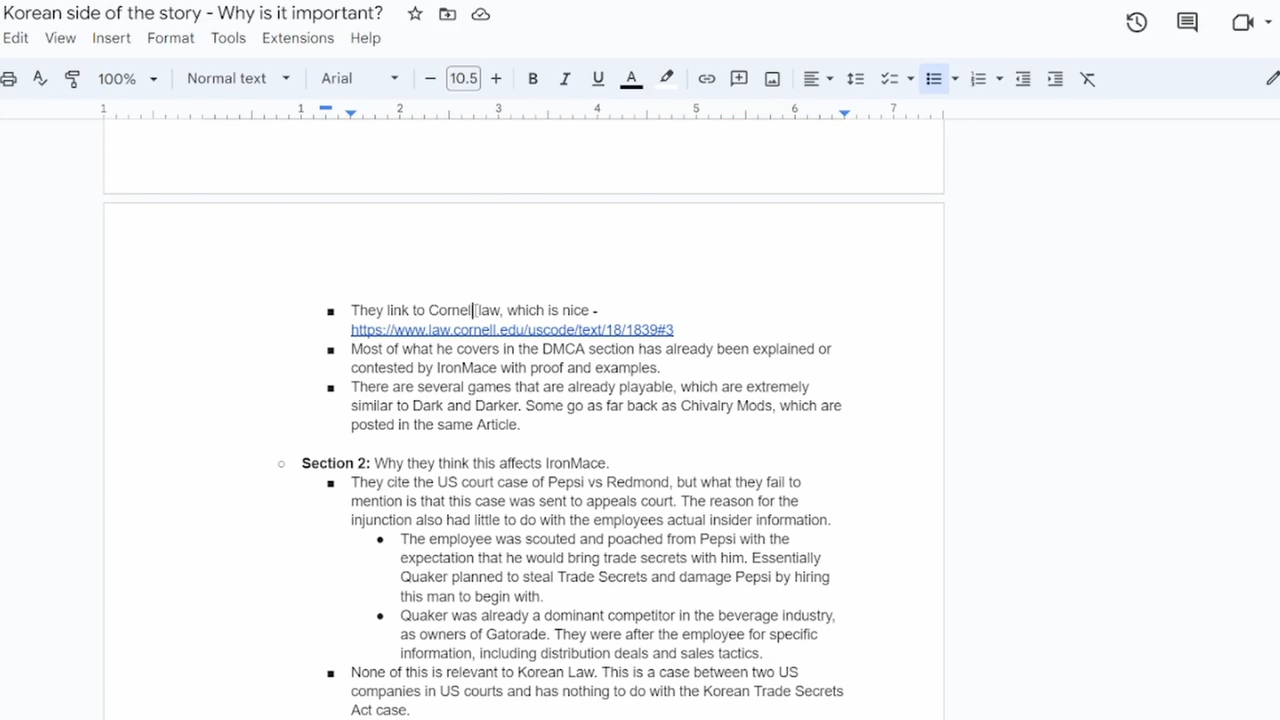 Korean side of the story - Why is it important?
Edit View Insert Format Tools Extensions Help
100% Normal text Arial 10.5 B I U A
1 1 2 3 4 5 6 7
They link to Cornell law, which is nice -
https://www.law.cornell.edu/uscode/text/18/1839#3
Most of what he covers in the DMCA section has already been explained or
contested by IronMace with proof and examples.
There are several games that are already playable, which are extremely
similar to Dark and Darker. Some go as far back as Chivalry Mods, which are
posted in the same Article.
Section 2: Why they think this affects IronMace.
They cite the US court case of Pepsi vs Redmond, but what they fail to
mention is that this case was sent to appeals court. The reason for the
injunction also had little to do with the employees actual insider information.
The employee was scouted and poached from Pepsi with the
expectation that he would bring trade secrets with him. Essentially
Quaker planned to steal Trade Secrets and damage Pepsi by hiring
this man to begin with.
Quaker was already a dominant competitor in the beverage industry,
as owners of Gatorade. They were after the employee for specific
information, including distribution deals and sales tactics.
None of this is relevant to Korean Law. This is a case between two US
companies in US courts and has nothing to do with the Korean Trade Secrets
Act case.